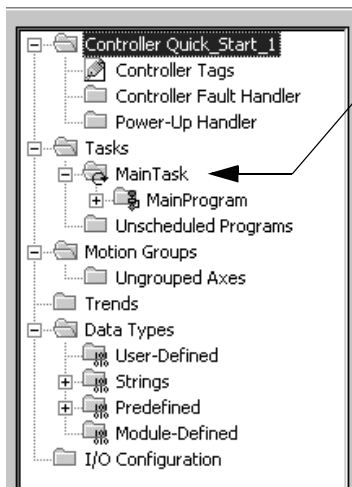 Controller Quick_Start_1
Controller Tags
Controller Fault Handler
Power-Up Handler
Tasks
MainTask
MainProgram
Unscheduled Programs
Motion Groups
Ungrouped Axes
Trends
Data Types
User-Defined
Strings
Predefined
Module-Defined
I/O Configuration